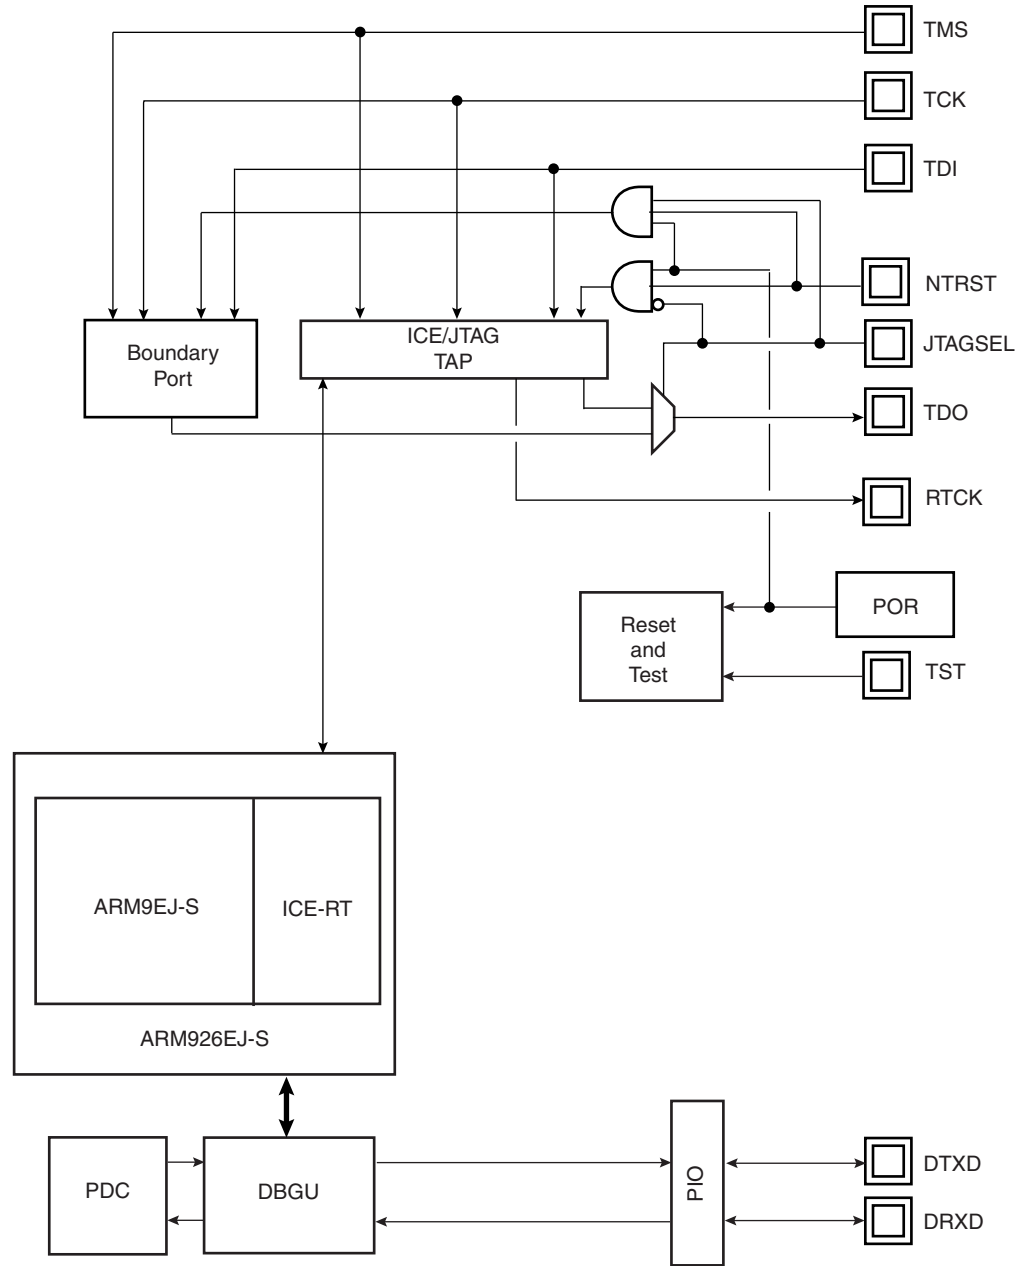 TMS
TCK
TDI
NTRST
JTAGSEL
Boundary
Port
ICE/JTAG
TAP
TDO
RTCK
POR
Reset
and
Test
TST
ARM9EJ-S
ICE-RT
ARM926EJ-S
PDC
DBGU
PIO
DTXD
DRXD